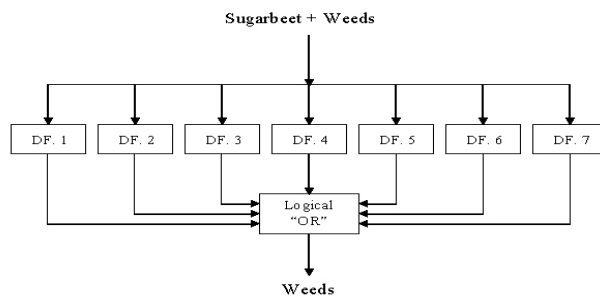 Sugarbeet + Weeds
DF. 1 DF. 2 DF. 3 DF. 4 DF. 5 DF. 6 DF. 7
Logical
“OR”
Weeds